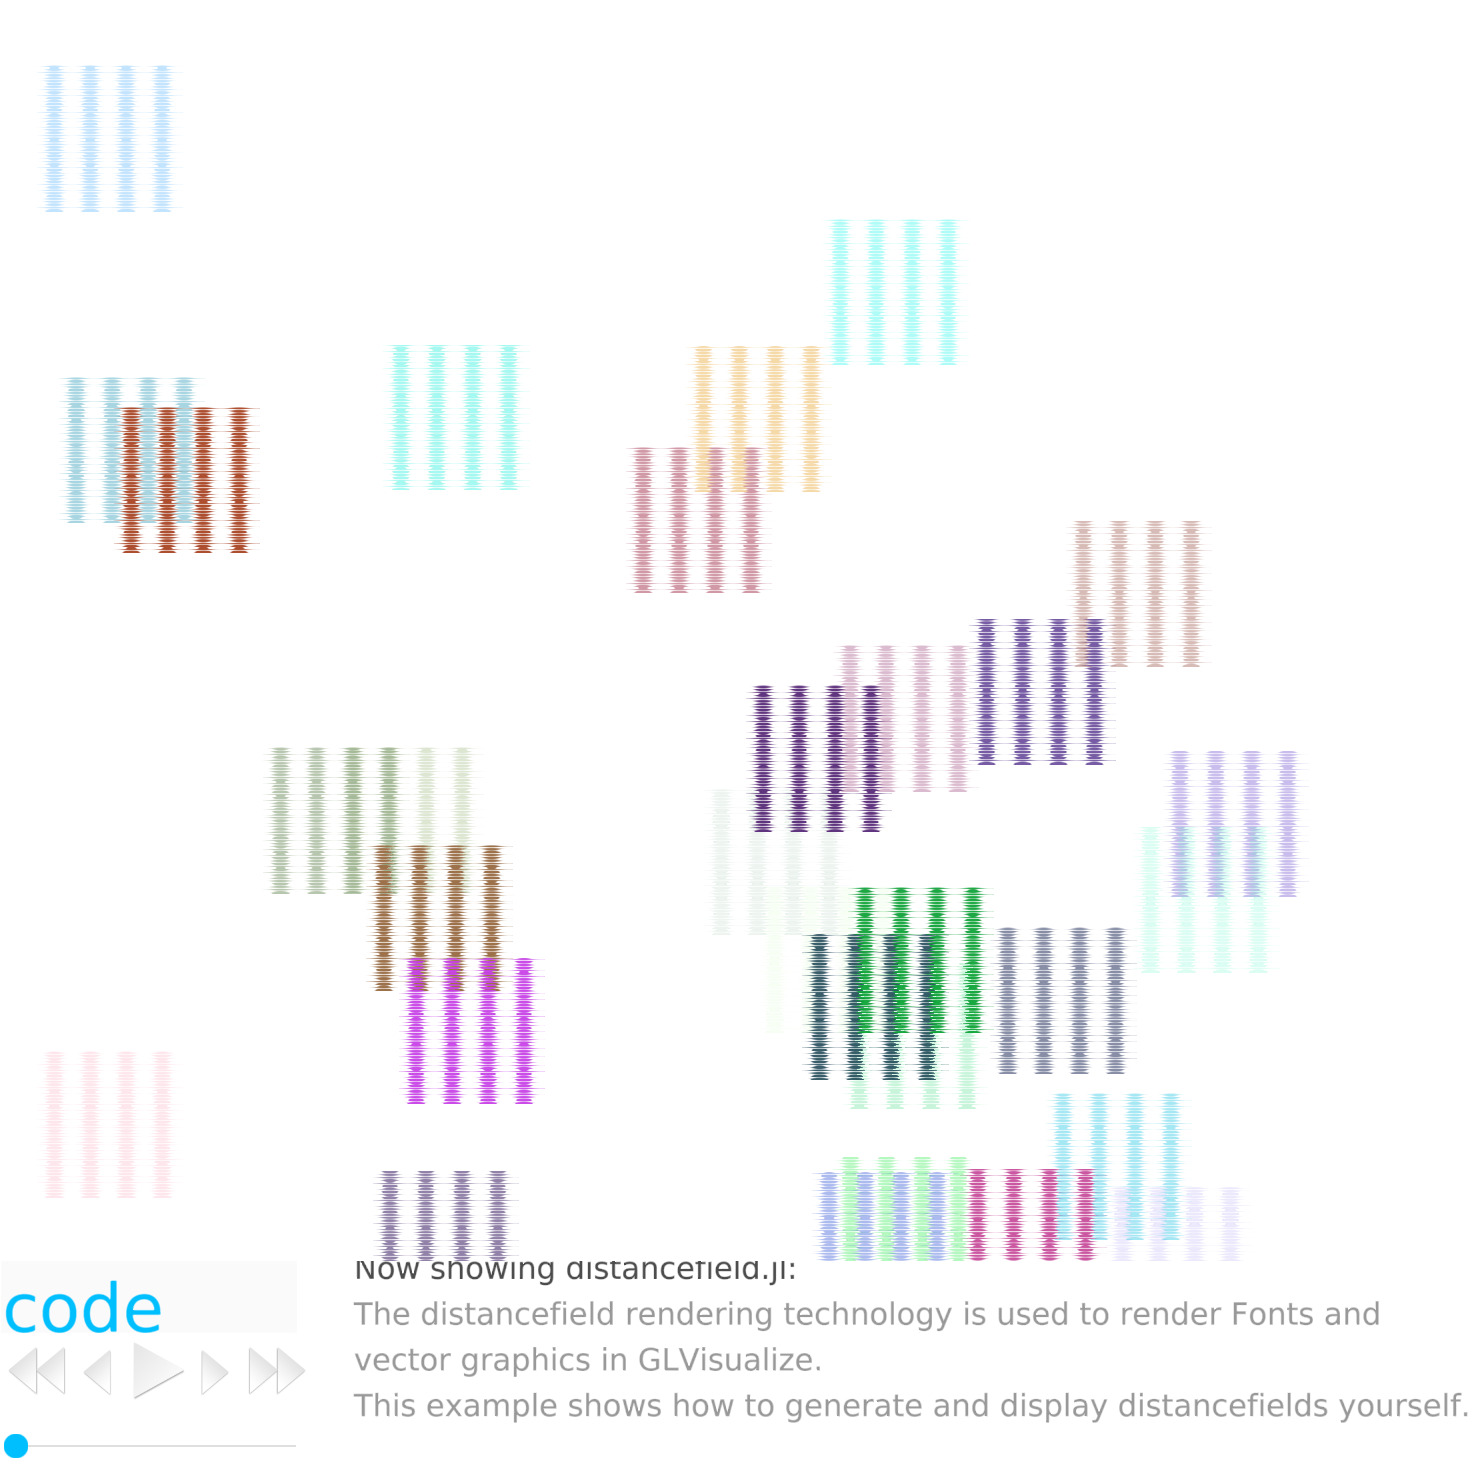 Now showing distancefield.jl:
code
The distancefield rendering technology is used to render Fonts and
vector graphics in GLVisualize.
This example shows how to generate and display distancefields yourself.